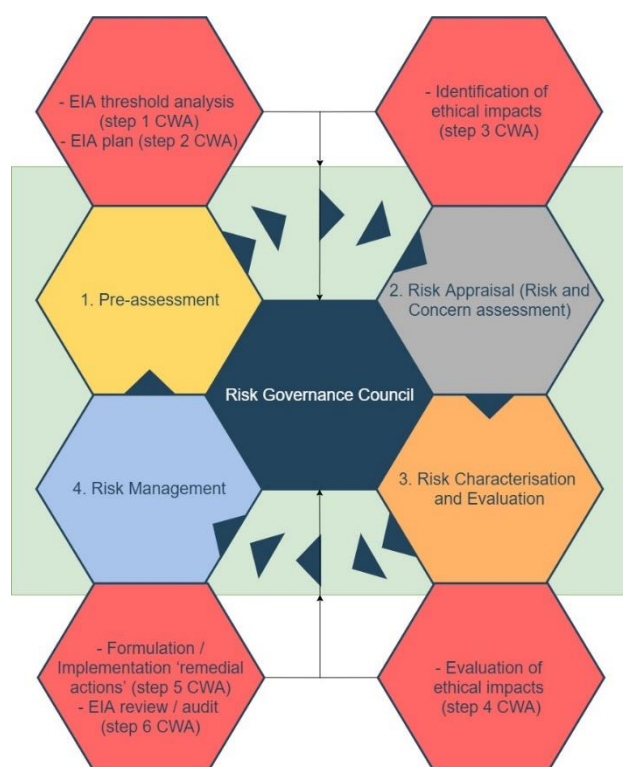 - EIA threshold analysis
(step 1 CWA)
- EIA plan (step 2 CWA)
- Identification of
ethical impacts
(step 3 CWA)
1. Pre-assessment
2. Risk Appraisal (Risk and
Concern assessment)
Risk Governance Council
4. Risk Management
3. Risk Characterisation
and Evaluation
- Formulation /
Implementation ‘remedial
actions’ (step 5 CWA)
- EIA review / audit
(step 6 CWA)
- Evaluation of
ethical impacts
(step 4 CWA)